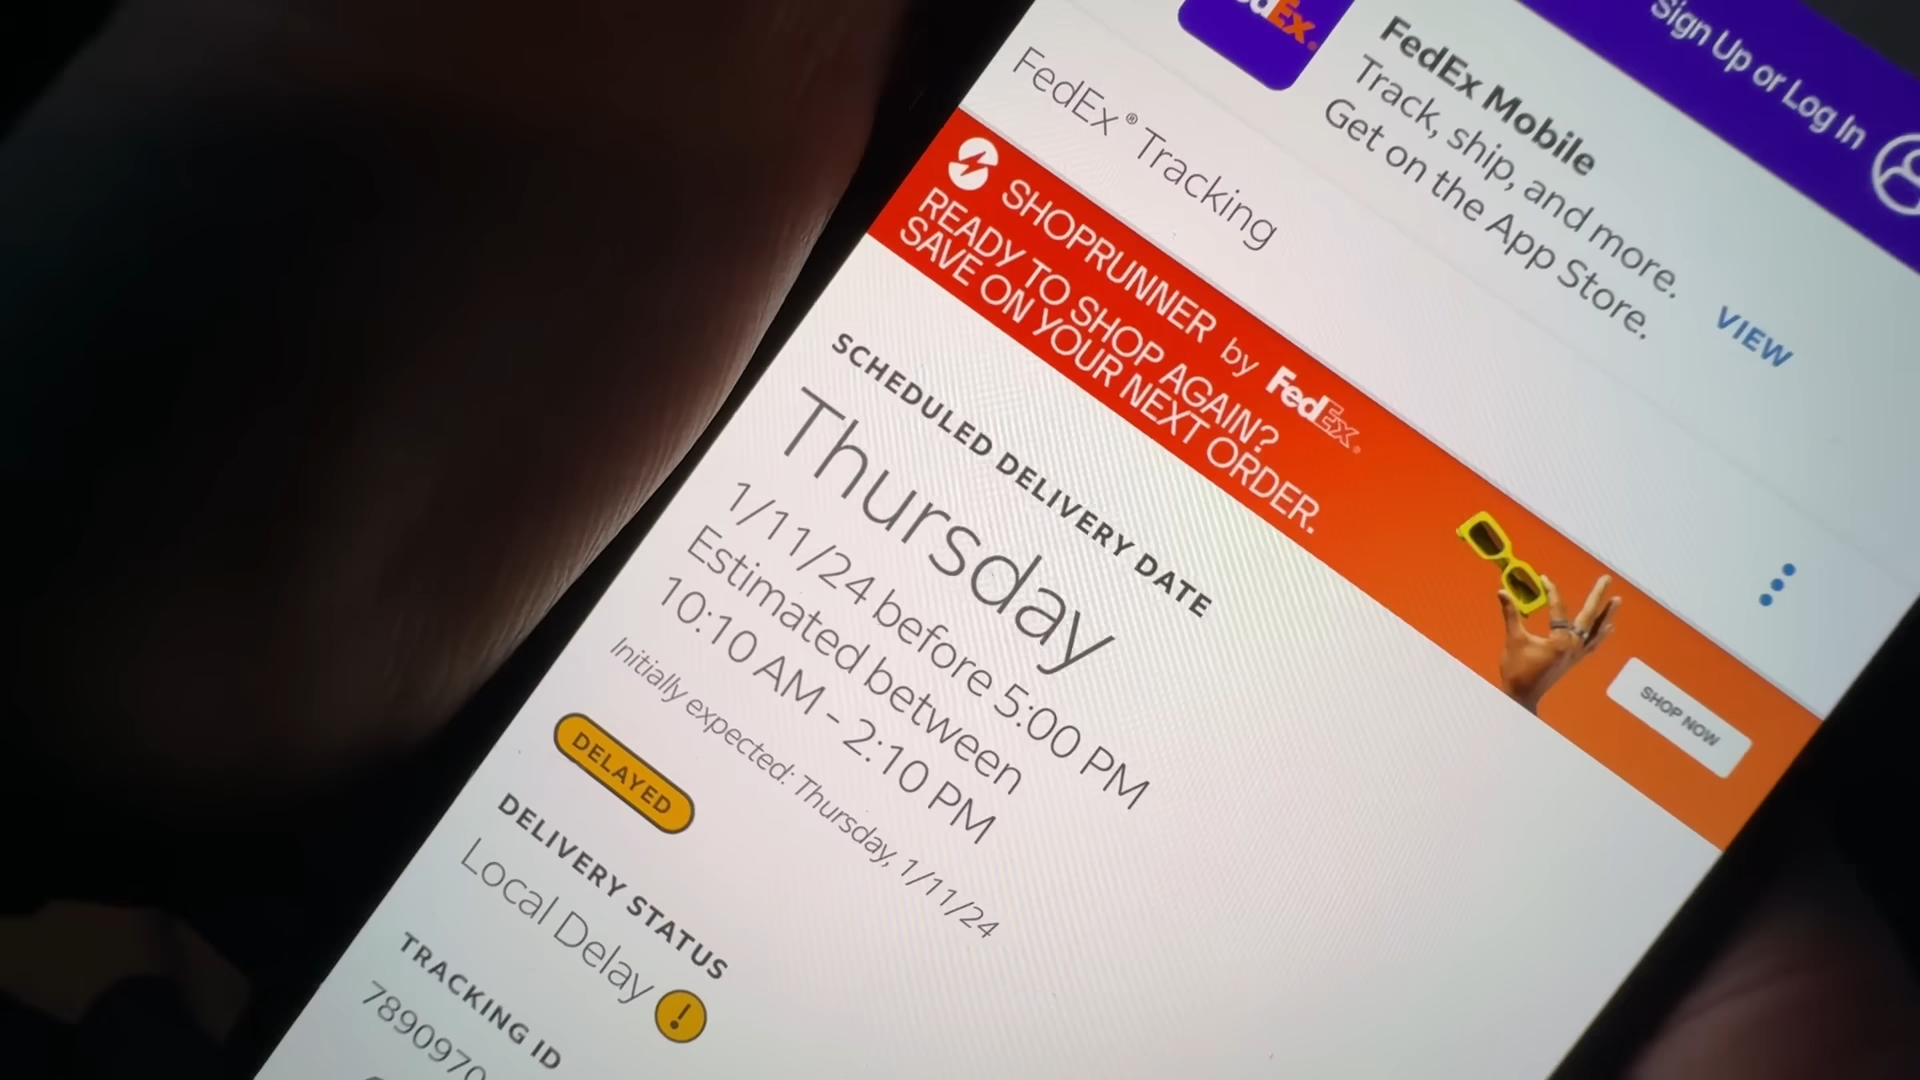 Sign Up or Log In
FedEx®
FedEx Mobile
Track, ship, and more.
Get on the App Store.
VIEW
FedEx® Tracking
SHOPRUNNER by FedEx.
READY TO SHOP AGAIN?
SAVE ON YOUR NEXT ORDER.
SHOP NOW
SCHEDULED DELIVERY DATE
Thursday
1/11/24 before 5:00 PM
Estimated between
10:10 AM - 2:10 PM
Initially expected: Thursday, 1/11/24
DELAYED
DELIVERY STATUS
Local Delay !
TRACKING ID
7890970